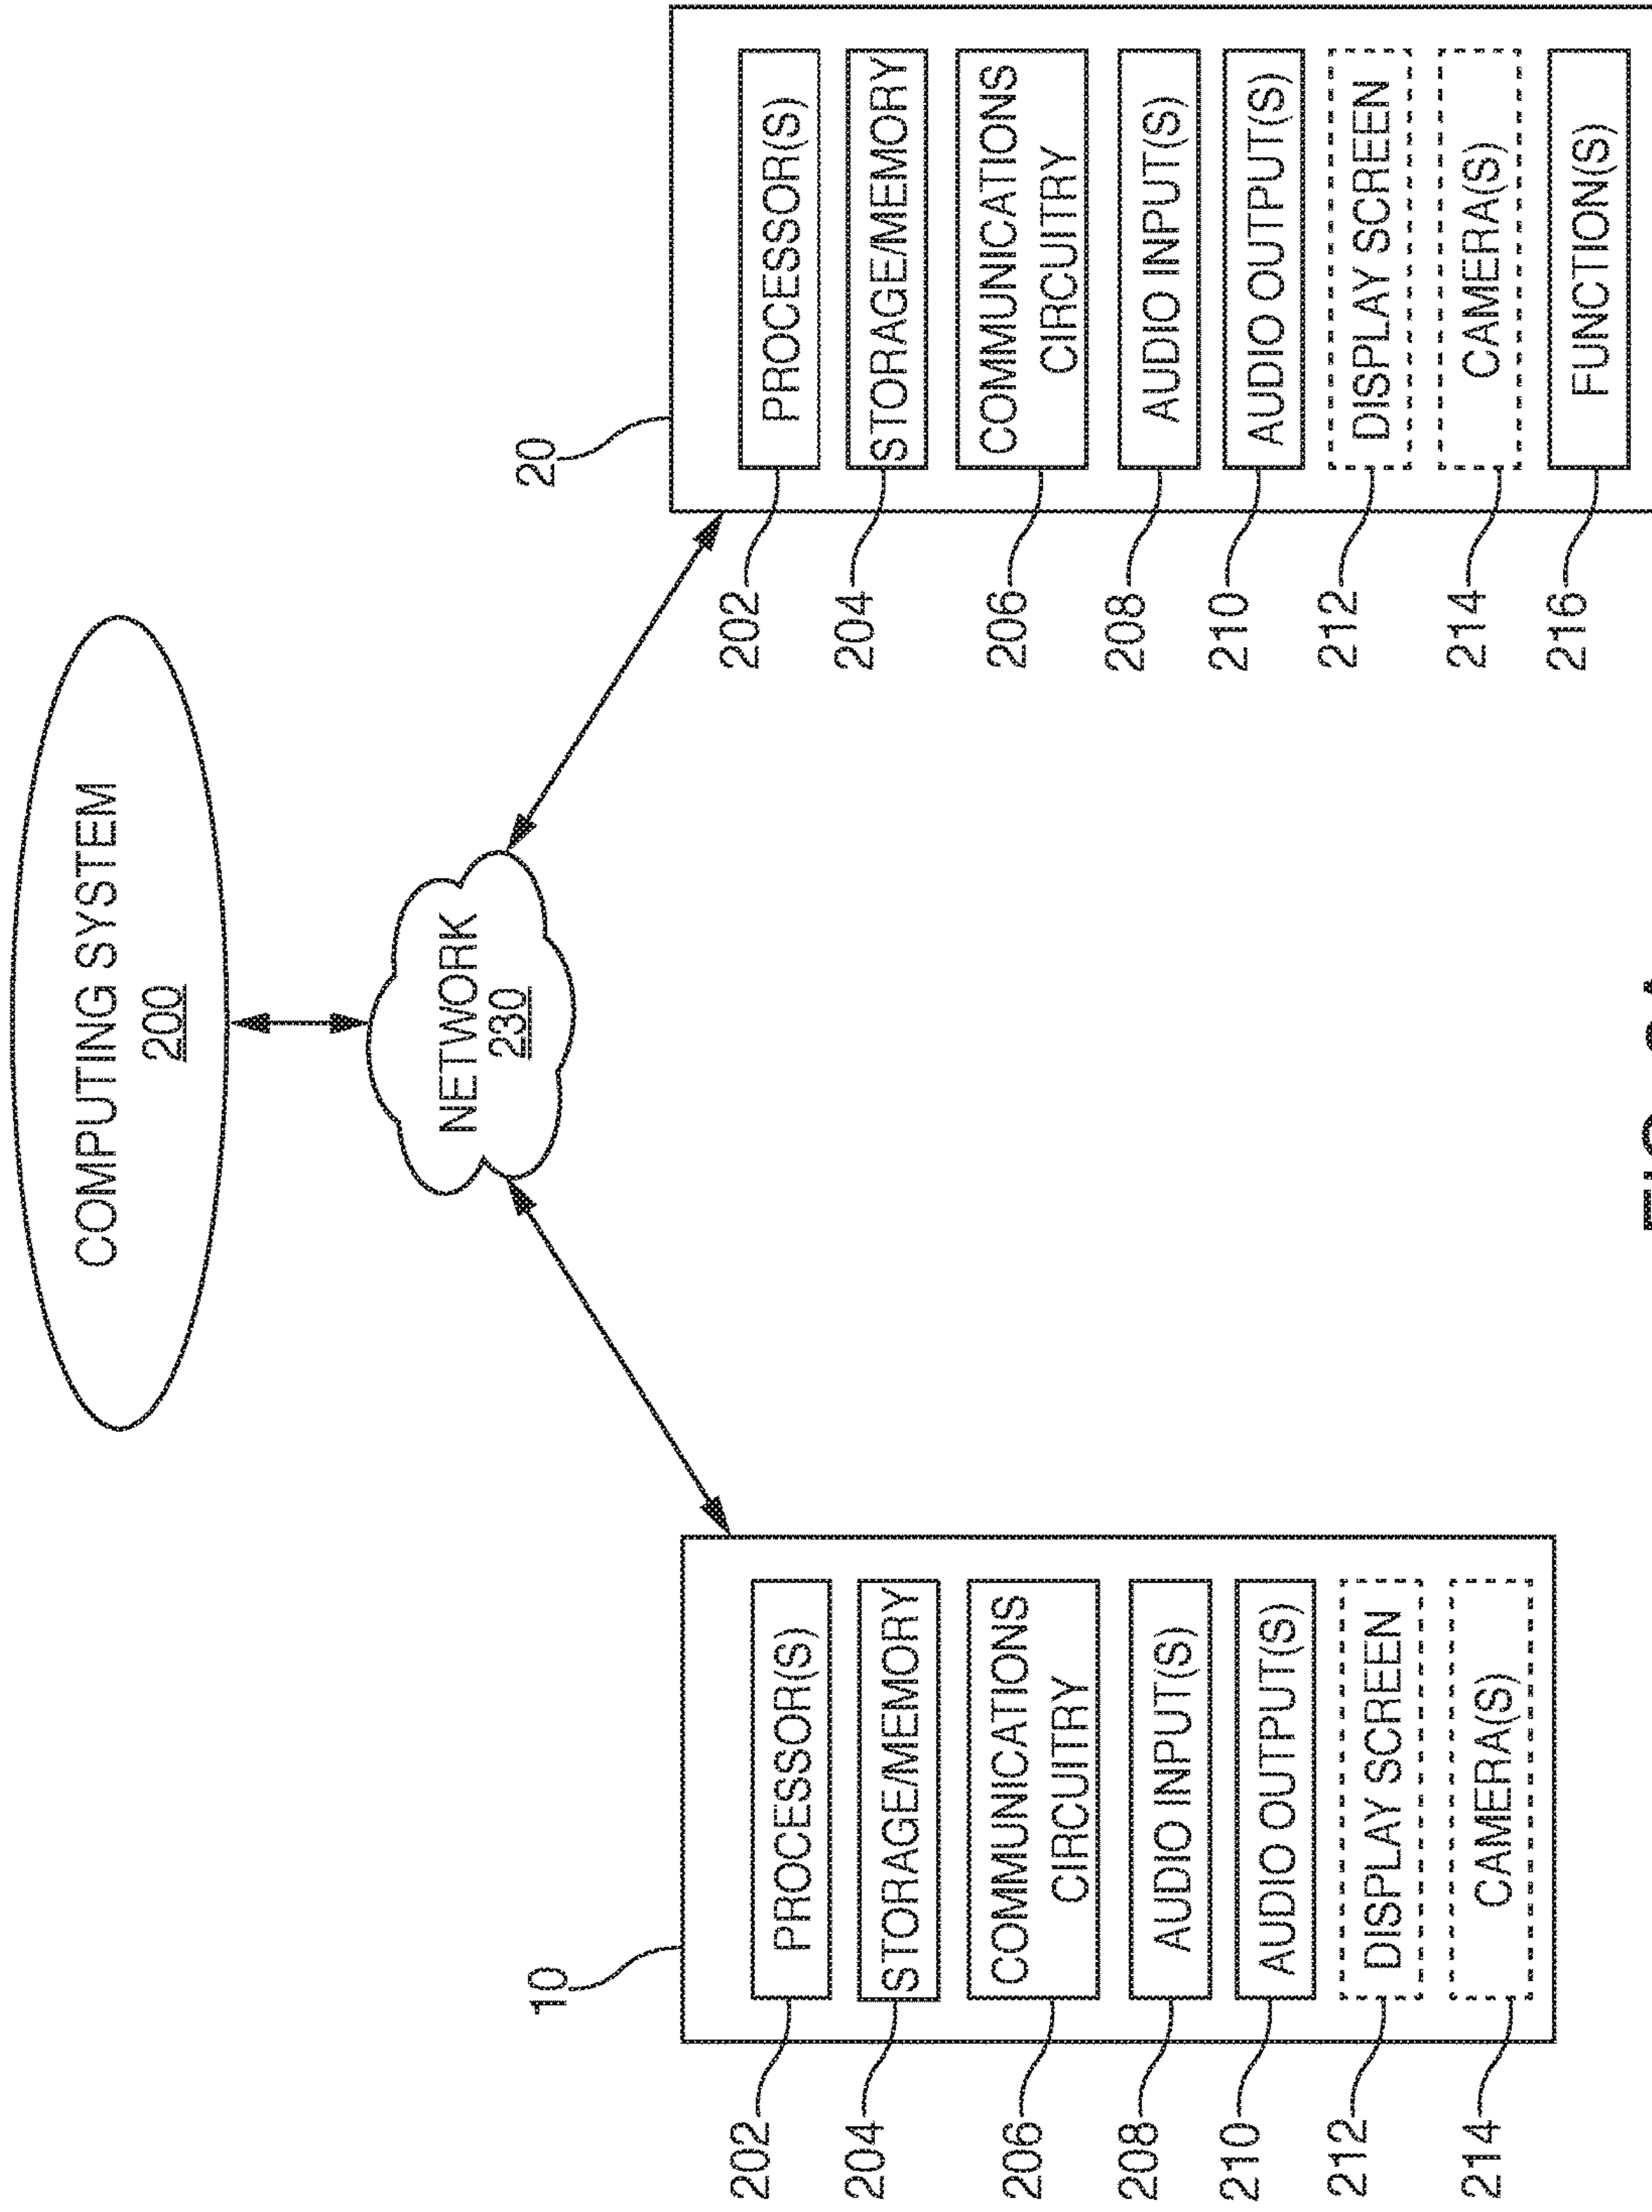 COMPUTING SYSTEM
200
NETWORK
230
10
202
PROCESSOR(S)
204
STORAGE/MEMORY
206
COMMUNICATIONS
CIRCUITRY
208
AUDIO INPUT(S)
210
AUDIO OUTPUT(S)
212
DISPLAY SCREEN
214
CAMERA(S)
20
202
PROCESSOR(S)
204
STORAGE/MEMORY
206
COMMUNICATIONS
CIRCUITRY
208
AUDIO INPUT(S)
210
AUDIO OUTPUT(S)
212
DISPLAY SCREEN
214
CAMERA(S)
216
FUNCTION(S)